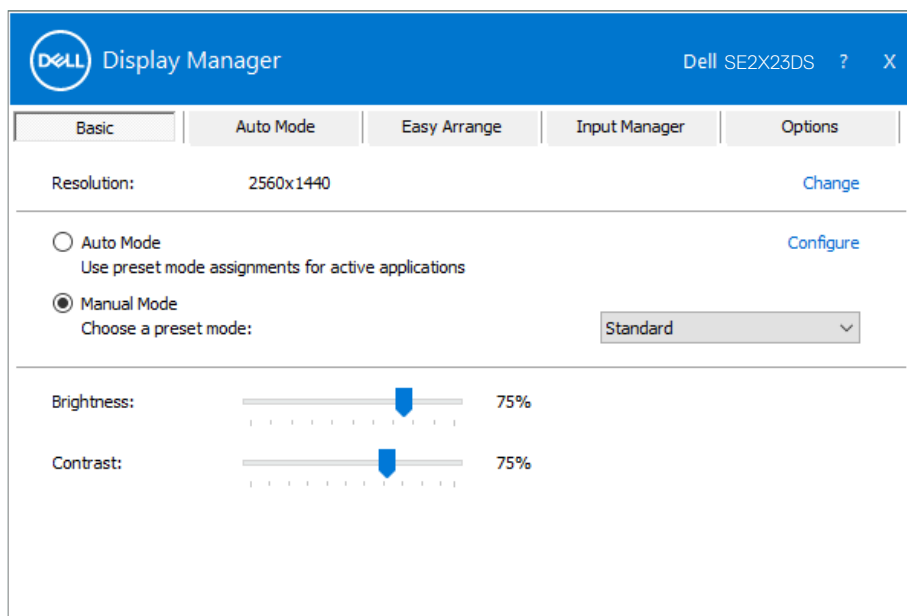 DELL Display Manager Dell SE2X23DS ? X
Basic Auto Mode Easy Arrange Input Manager Options
Resolution: 2560x1440 Change
Auto Mode Configure
Use preset mode assignments for active applications
Manual Mode
Choose a preset mode: Standard
Brightness: 75%
Contrast: 75%